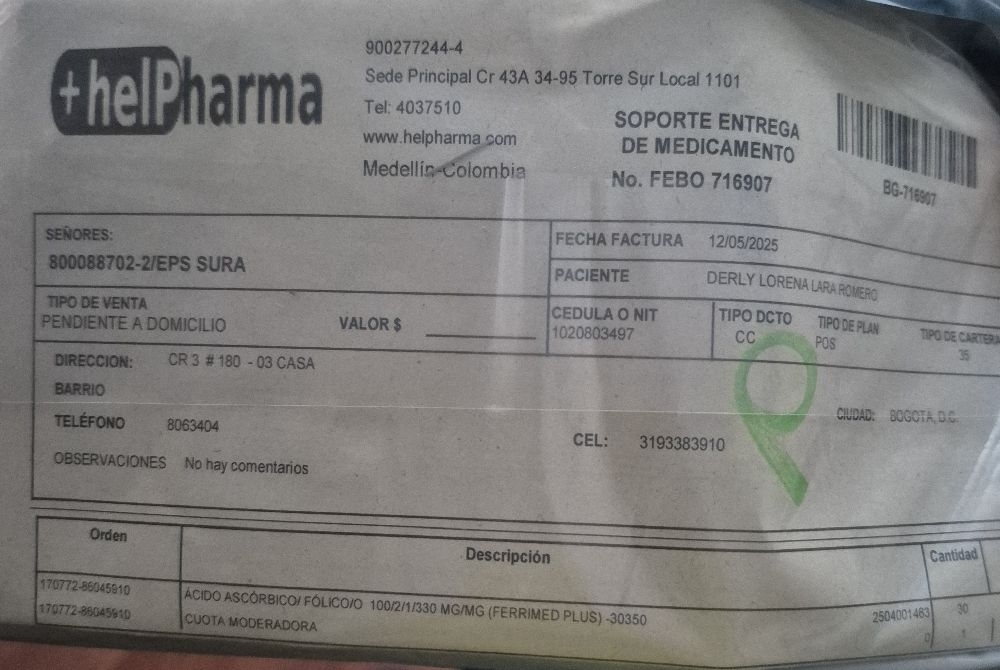 +helPharma
900277244-4
Sede Principal Cr 43A 34-95 Torre Sur Local 1101
Tel: 4037510
www.helpharma.com
Medellín-Colombia
SOPORTE ENTREGA
DE MEDICAMENTO
No. FEBO 716907
BG-716907
SEÑORES:
800088702-2/EPS SURA
FECHA FACTURA 12/05/2025
PACIENTE DERLY LORENA LARA ROMERO
TIPO DE VENTA
PENDIENTE A DOMICILIO
VALOR $
CEDULA O NIT
1020803497
TIPO DCTO
CC
TIPO DE PLAN
POS
TIPO DE CARTERA
35
DIRECCION: CR 3 # 180 - 03 CASA
BARRIO
TELÉFONO 8063404
CEL: 3193383910
CIUDAD: BOGOTA, D.C.
OBSERVACIONES No hay comentarios
Orden Descripción Cantidad
170772-86045910 ÁCIDO ASCÓRBICO/ FÓLICO/O 100/2/1/330 MG/MG (FERRIMED PLUS) -30350 2504001463 30
170772-86045910 CUOTA MODERADORA 0 1